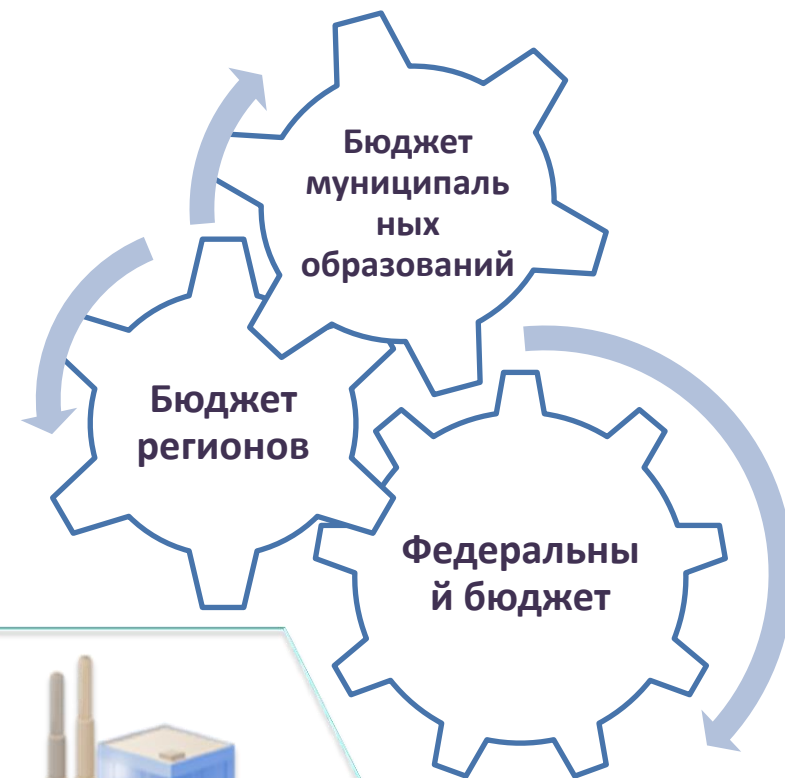 Бюджет
муниципаль
ных
образований
Бюджет
регионов
Федеральны
й бюджет